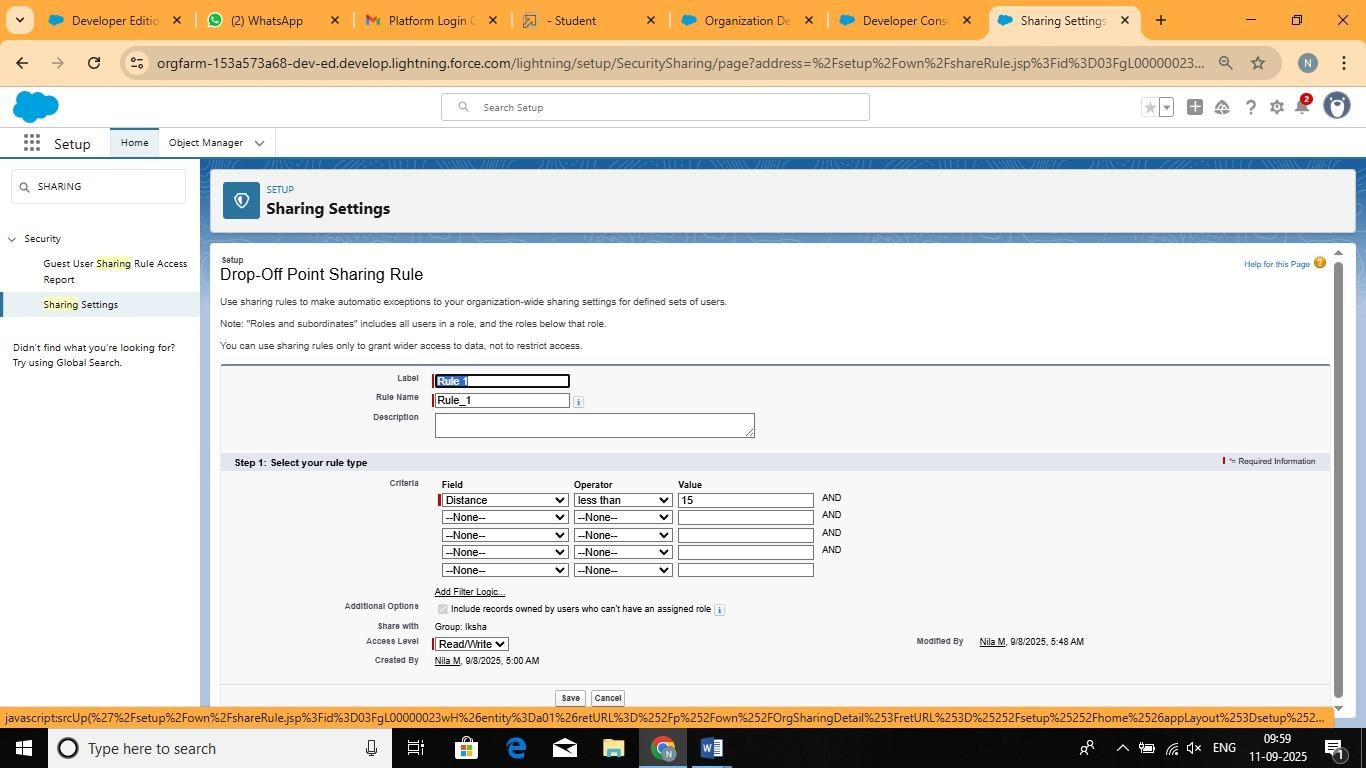 Developer Editio
(2) WhatsApp
Platform Login C
- Student
Organization De
Developer Cons
Sharing Settings
orgfarm-153a573a68-dev-ed.develop.lightning.force.com/lightning/setup/SecuritySharing/page?address=%2Fsetup%2Fown%2FshareRule.jsp%3Fid%3D03FgL00000023...
N
Search Setup
2
Setup
Home
Object Manager
SHARING
Security
Guest User Sharing Rule Access
Report
Sharing Settings
Didn't find what you're looking for?
Try using Global Search.
SETUP
Sharing Settings
Setup
Drop-Off Point Sharing Rule
Help for this Page
Use sharing rules to make automatic exceptions to your organization-wide sharing settings for defined sets of users.
Note: "Roles and subordinates" includes all users in a role, and the roles below that role.
You can use sharing rules only to grant wider access to data, not to restrict access.
Label Rule 1
Rule Name Rule_1 i
Description
Step 1: Select your rule type
*= Required Information
Criteria Field Operator Value
Distance less than 15 AND
--None-- --None-- AND
--None-- --None-- AND
--None-- --None-- AND
--None-- --None--
Add Filter Logic...
Additional Options Include records owned by users who can't have an assigned role i
Share with Group: Iksha
Access Level Read/Write Modified By Nila M, 9/8/2025, 5:48 AM
Created By Nila M, 9/8/2025, 5:00 AM
Save Cancel
javascript:srcUp(%27%2Fsetup%2Fown%2FshareRule.jsp%3Fid%3D03FgL00000023wH%26entity%3Da01%26retURL%3D%252Fp%252Fown%252FOrgSharingDetail%253FretURL%253D%25252Fsetup%25252Fhome%2526appLayout%253Dsetup%252...
Type here to search
ENG
09:59
11-09-2025
1